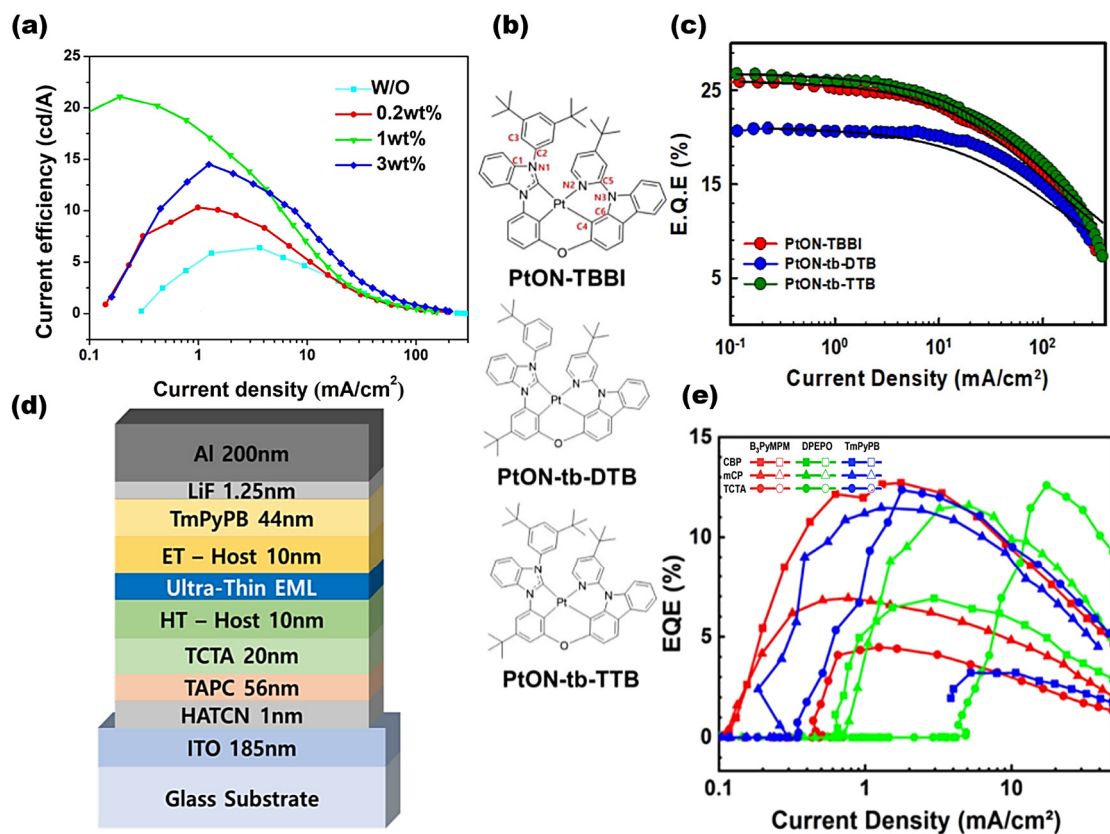 (a)
Current efficiency (cd/A)
25
20
15
10
5
0
0.1
1
10
100
Current density (mA/cm²)
W/O
0.2wt%
1wt%
3wt%
(b)
C3
C2
C1
N1
N2
C5
N3
C6
C4
N
N
N
N
Pt
O
PtON-TBBI
N
N
N
N
Pt
O
PtON-tb-DTB
N
N
N
N
Pt
O
PtON-tb-TTB
(c)
E.Q.E (%)
25
15
5
10⁻¹
10⁰
10¹
10²
Current Density (mA/cm²)
PtON-TBBI
PtON-tb-DTB
PtON-tb-TTB
(d)
Al 200nm
LiF 1.25nm
TmPyPB 44nm
ET – Host 10nm
Ultra-Thin EML
HT – Host 10nm
TCTA 20nm
TAPC 56nm
HATCN 1nm
ITO 185nm
Glass Substrate
(e)
B₃PyMPM DPEPO TmPyPB
CBP
mCP
TCTA
EQE (%)
15
10
5
0
0.1
1
10
Current Density (mA/cm²)